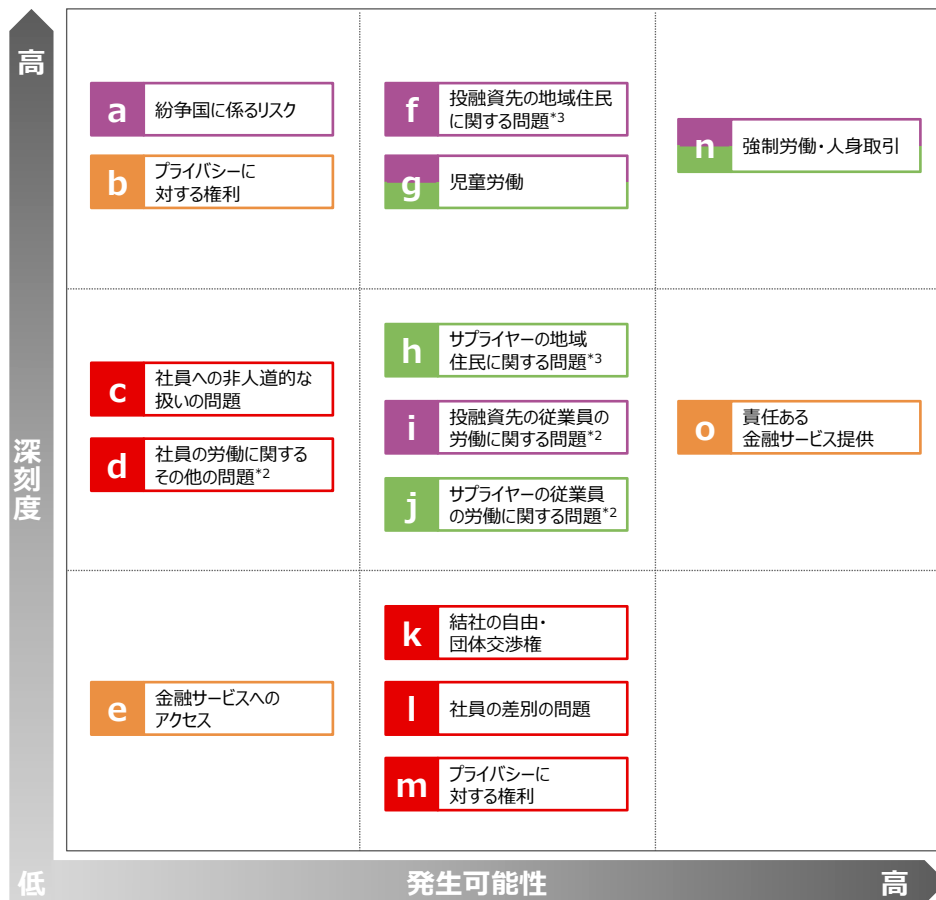 高
a
紛争国に係るリスク
b
プライバシーに
対する権利
f
投融資先の地域住民
に関する問題*3
g
児童労働
n
強制労働・人身取引
深刻度
c
社員への非人道的な
扱いの問題
d
社員の労働に関する
その他の問題*2
h
サプライヤーの地域
住民に関する問題*3
i
投融資先の従業員の
労働に関する問題*2
j
サプライヤーの従業員
の労働に関する問題*2
o
責任ある
金融サービス提供
e
金融サービスへの
アクセス
k
結社の自由・
団体交渉権
l
社員の差別の問題
m
プライバシーに
対する権利
低
発生可能性
高